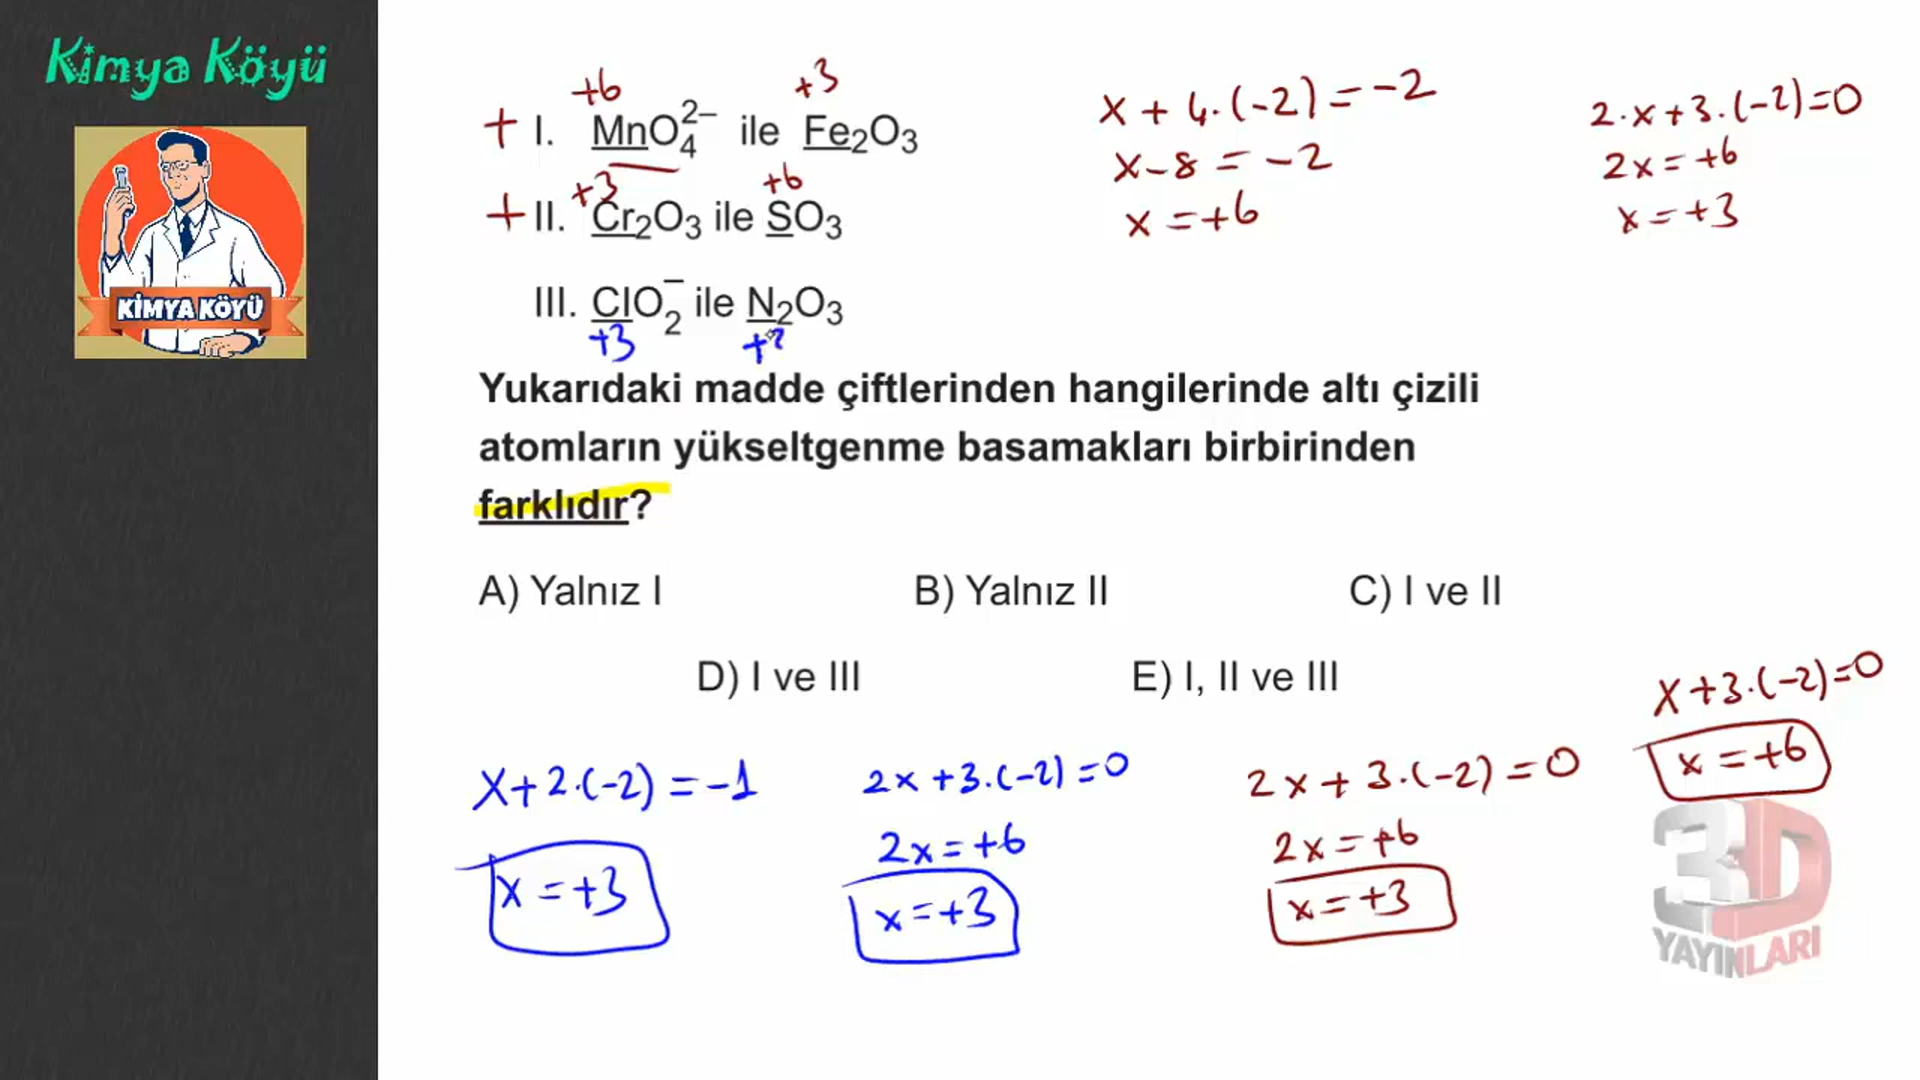 Kimya Köyü
KİMYA KÖYÜ
+6
+3
+ I. MnO₄²⁻ ile Fe₂O₃
+3
+6
+ II. Cr₂O₃ ile SO₃
III. ClO₂⁻ ile N₂O₃
+3
x + 4·(-2) = -2
x-8 = -2
x = +6
2·x+3·(-2)=0
2x = +6
x = +3
Yukarıdaki madde çiftlerinden hangilerinde altı çizili
atomların yükseltgenme basamakları birbirinden
farklıdır?
A) Yalnız I
B) Yalnız II
C) I ve II
D) I ve III
E) I, II ve III
x+2·(-2) = -1
x = +3
2x +3·(-2) =0
2x = +6
x = +3
2x + 3·(-2) = 0
2x = +6
x = +3
x+3·(-2)=0
x = +6
3D
YAYINLARI